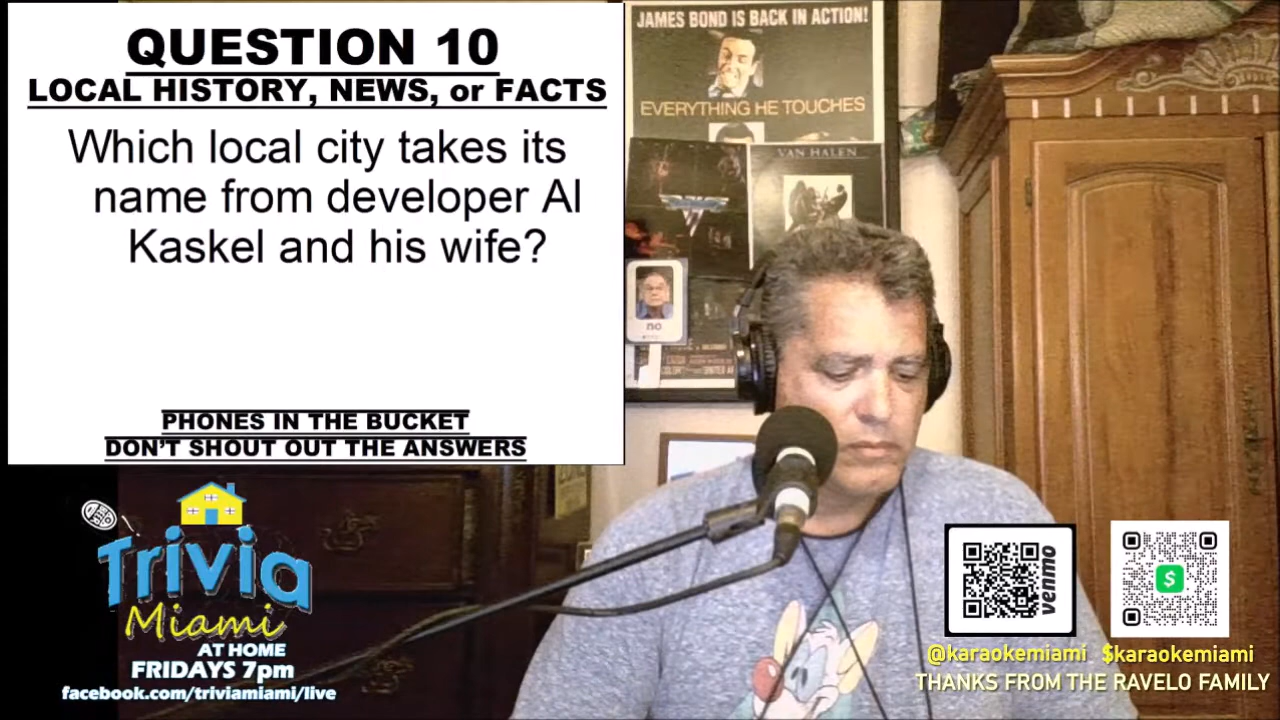 QUESTION 10
LOCAL HISTORY, NEWS, or FACTS
Which local city takes its
name from developer Al
Kaskel and his wife?
PHONES IN THE BUCKET
DON'T SHOUT OUT THE ANSWERS
JAMES BOND IS BACK IN ACTION!
EVERYTHING HE TOUCHES
VAN HALEN
no
Trivia
Miami
AT HOME
FRIDAYS 7pm
facebook.com/triviamiami/live
venmo
$
@karaokemiami
$karaokemiami
THANKS FROM THE RAVELO FAMILY